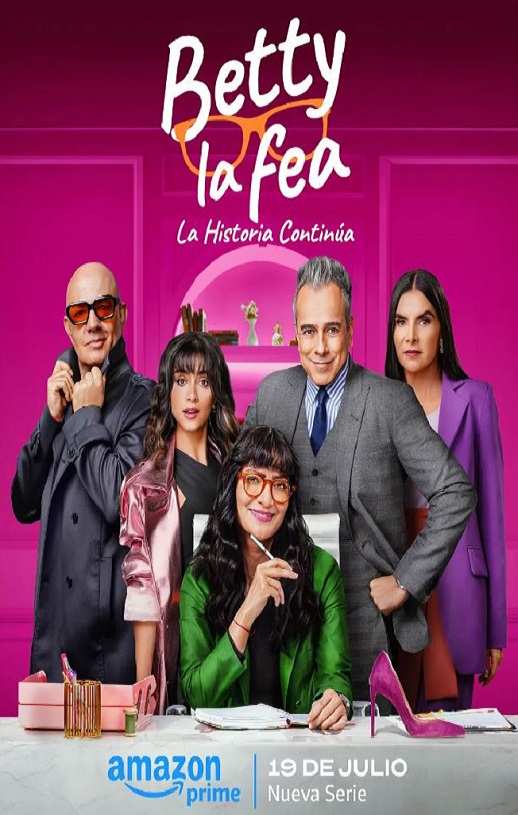 Betty
la fea
La Historia Continúa
amazon
prime
19 DE JULIO
Nueva Serie